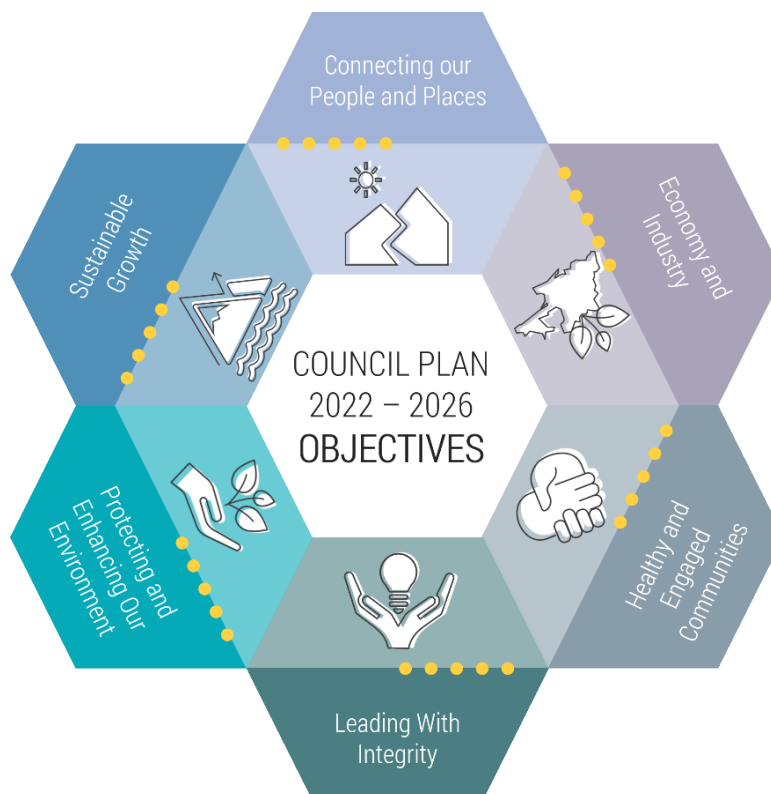 Connecting our
People and Places
Economy and
Industry
Healthy and
Engaged
Communities
Leading With
Integrity
Protecting and
Enhancing Our
Environment
Sustainable
Growth
COUNCIL PLAN
2022 – 2026
OBJECTIVES